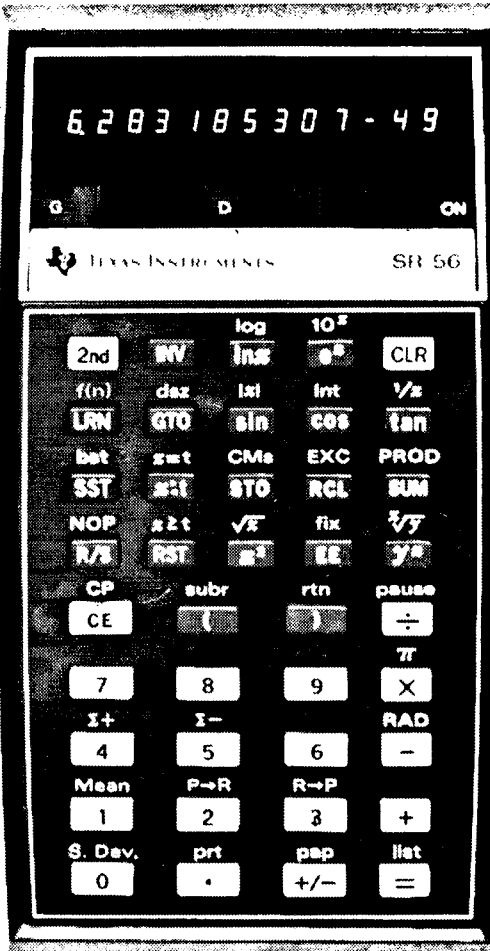 6.283185307-49
G D ON
TEXAS INSTRUMENTS SR 56
log 10ˣ
2nd INV lnx eˣ CLR
f(n) dsz |x| Int 1/x
LRN GTO sin cos tan
bst x=t CMs EXC PROD
SST x:t STO RCL SUM
NOP x≥t √x fix ˣ√y
R/S RST x² EE yˣ
CP subr rtn pause
CE ( ) ÷
π
7 8 9 ×
Σ+ Σ− RAD
4 5 6 −
Mean P→R R→P
1 2 3 +
S. Dev. prt pap list
0 . +/− =